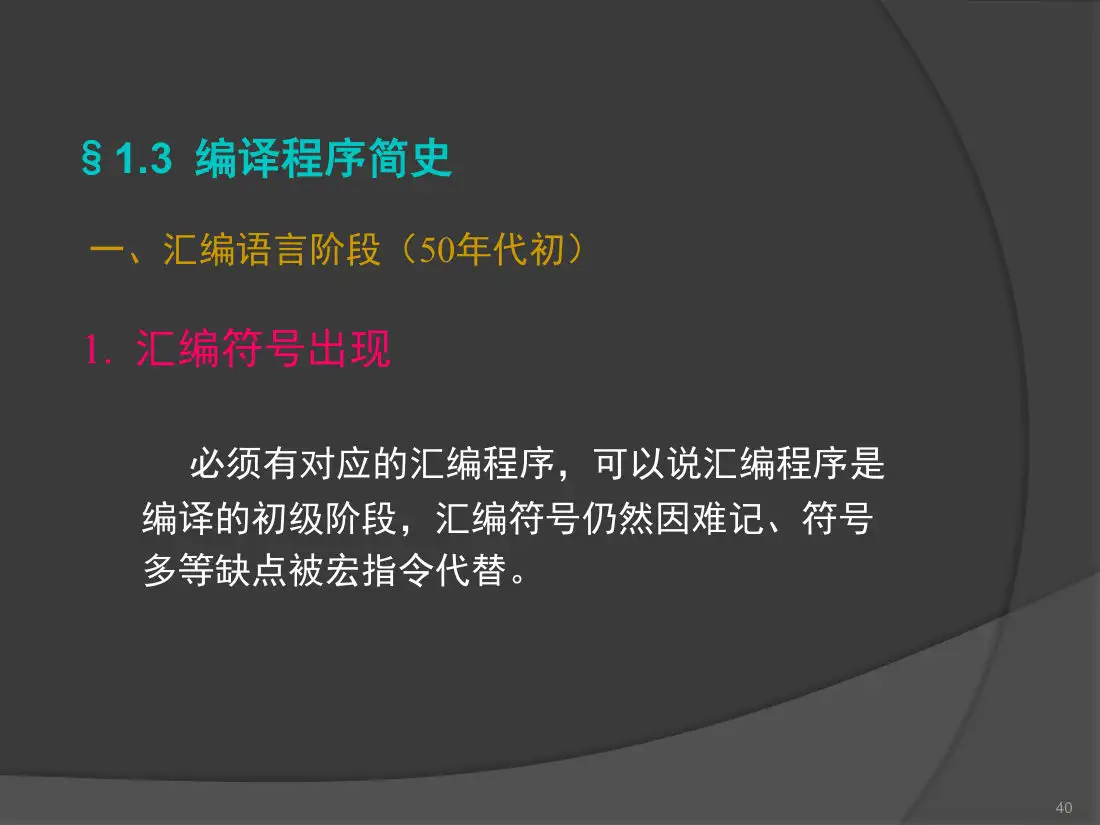 §1.3 编译程序简史
一、汇编语言阶段（50年代初）
1. 汇编符号出现
必须有对应的汇编程序，可以说汇编程序是
编译的初级阶段，汇编符号仍然因难记、符号
多等缺点被宏指令代替。
40